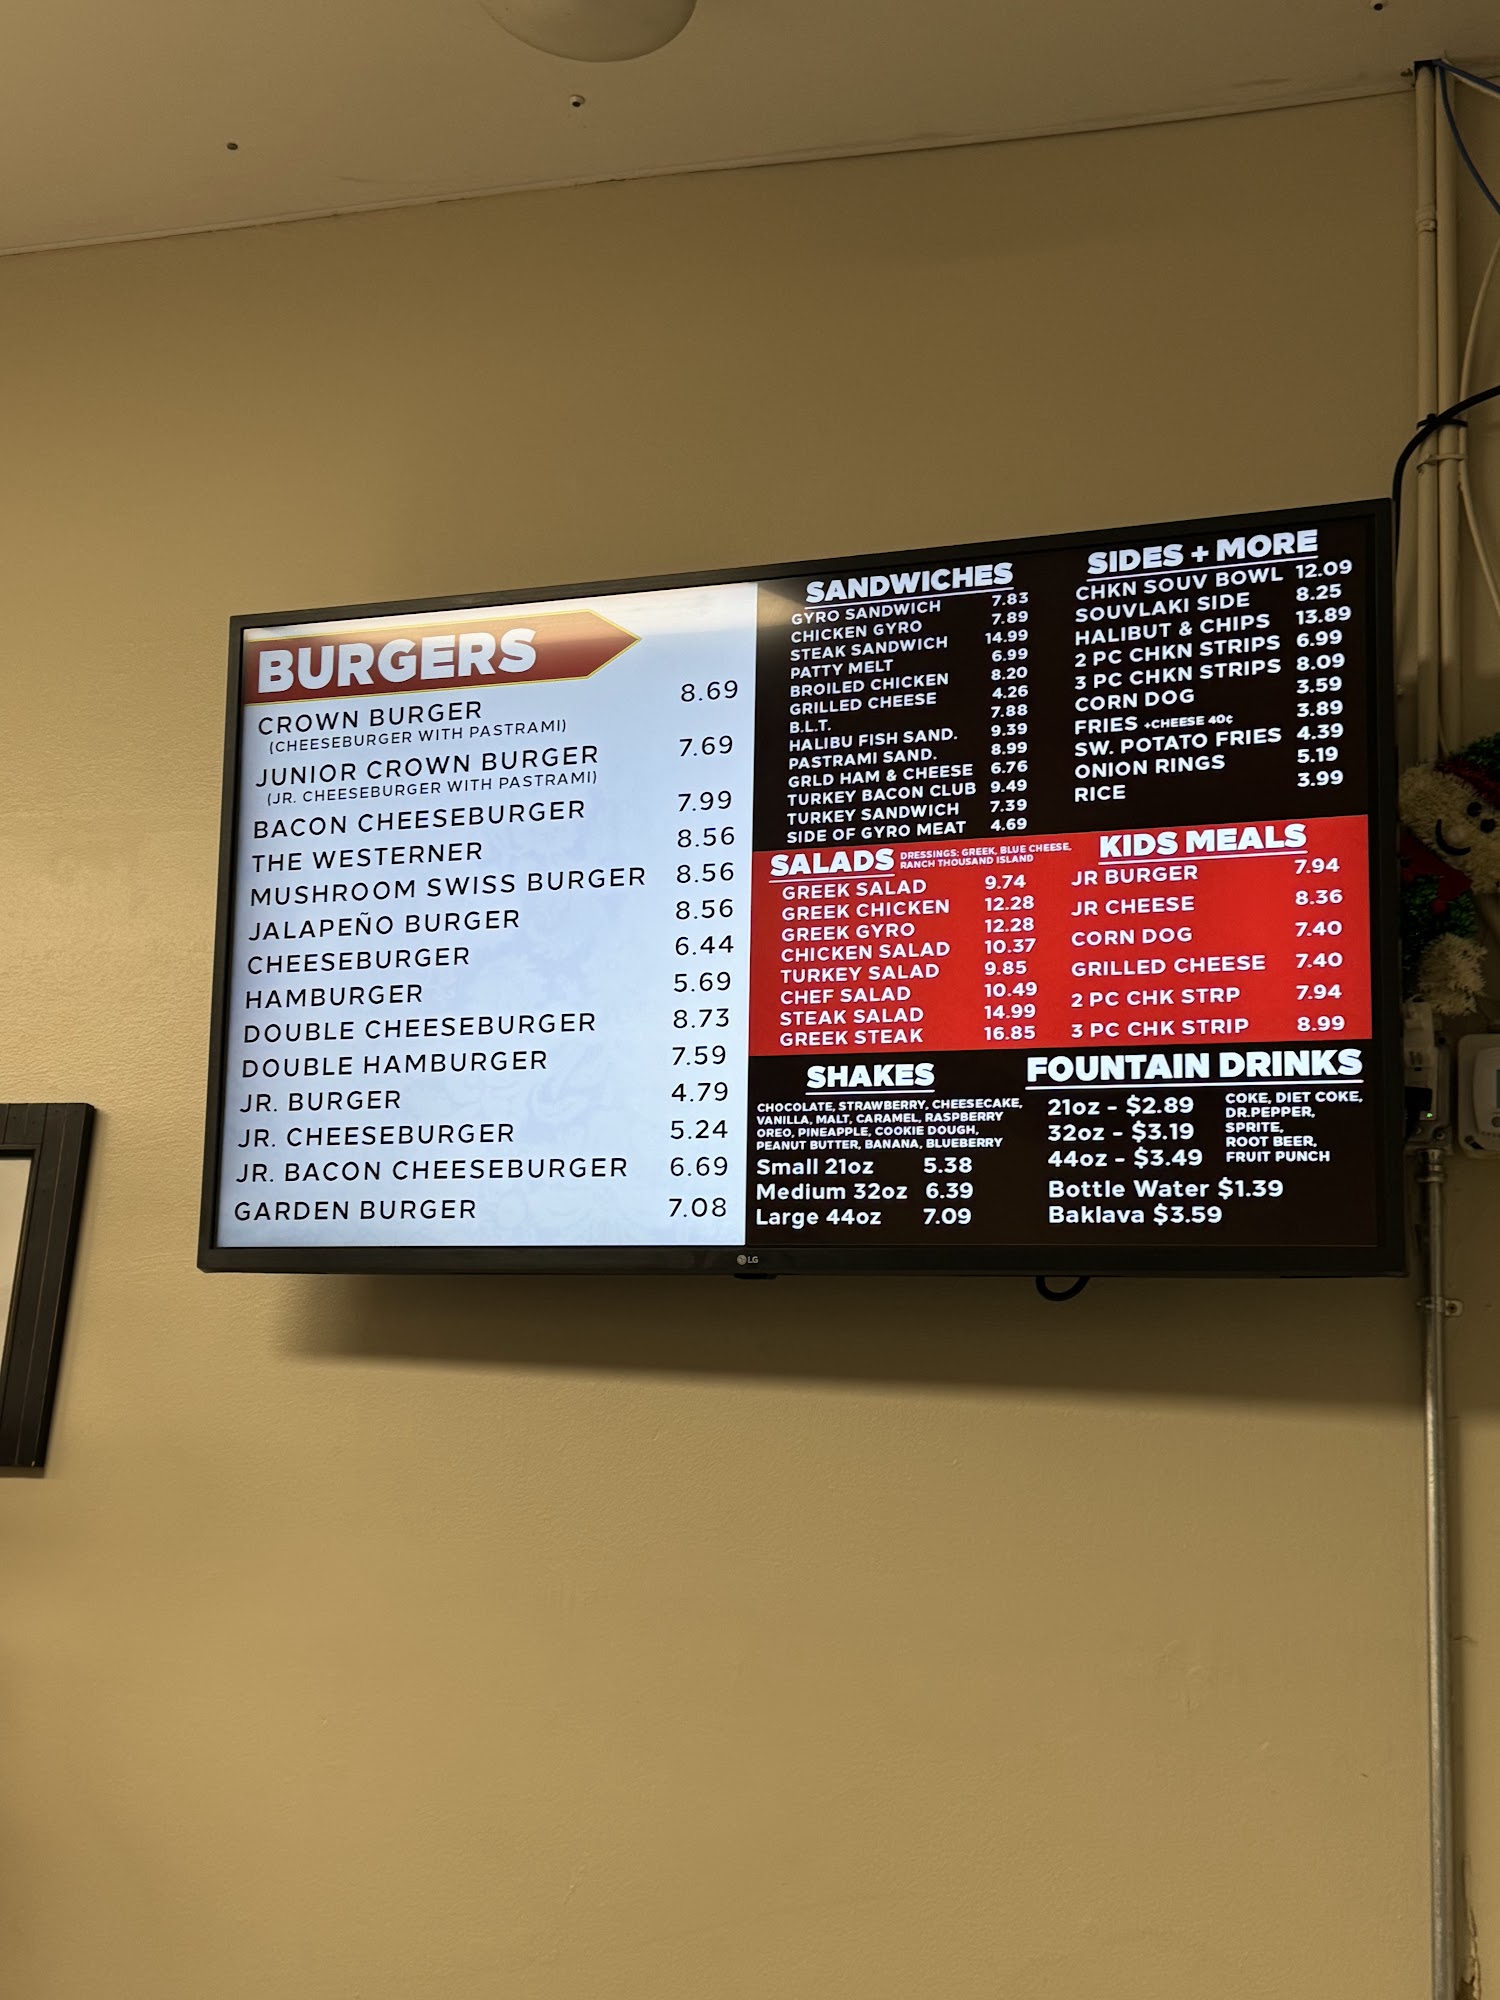 BURGERS
CROWN BURGER 8.69
(CHEESEBURGER WITH PASTRAMI)
JUNIOR CROWN BURGER 7.69
(JR. CHEESEBURGER WITH PASTRAMI)
BACON CHEESEBURGER 7.99
THE WESTERNER 8.56
MUSHROOM SWISS BURGER 8.56
JALAPEÑO BURGER 8.56
CHEESEBURGER 6.44
HAMBURGER 5.69
DOUBLE CHEESEBURGER 8.73
DOUBLE HAMBURGER 7.59
JR. BURGER 4.79
JR. CHEESEBURGER 5.24
JR. BACON CHEESEBURGER 6.69
GARDEN BURGER 7.08
SANDWICHES
GYRO SANDWICH 7.83
CHICKEN GYRO 7.89
STEAK SANDWICH 14.99
PATTY MELT 6.99
BROILED CHICKEN 8.20
GRILLED CHEESE 4.26
B.L.T. 7.88
HALIBU FISH SAND. 9.39
PASTRAMI SAND. 8.99
GRLD HAM & CHEESE 6.76
TURKEY BACON CLUB 9.49
TURKEY SANDWICH 7.39
SIDE OF GYRO MEAT 4.69
SIDES + MORE
CHKN SOUV BOWL 12.09
SOUVLAKI SIDE 8.25
HALIBUT & CHIPS 13.89
2 PC CHKN STRIPS 6.99
3 PC CHKN STRIPS 8.09
CORN DOG 3.59
FRIES +CHEESE 40¢ 3.89
SW. POTATO FRIES 4.39
ONION RINGS 5.19
RICE 3.99
SALADS
DRESSINGS: GREEK, BLUE CHEESE,
RANCH THOUSAND ISLAND
GREEK SALAD 9.74
GREEK CHICKEN 12.28
GREEK GYRO 12.28
CHICKEN SALAD 10.37
TURKEY SALAD 9.85
CHEF SALAD 10.49
STEAK SALAD 14.99
GREEK STEAK 16.85
KIDS MEALS
JR BURGER 7.94
JR CHEESE 8.36
CORN DOG 7.40
GRILLED CHEESE 7.40
2 PC CHK STRP 7.94
3 PC CHK STRIP 8.99
SHAKES
CHOCOLATE, STRAWBERRY, CHEESECAKE,
VANILLA, MALT, CARAMEL, RASPBERRY
OREO, PINEAPPLE, COOKIE DOUGH,
PEANUT BUTTER, BANANA, BLUEBERRY
Small 21oz 5.38
Medium 32oz 6.39
Large 44oz 7.09
FOUNTAIN DRINKS
21oz - $2.89
32oz - $3.19
44oz - $3.49
COKE, DIET COKE,
DR.PEPPER,
SPRITE,
ROOT BEER,
FRUIT PUNCH
Bottle Water $1.39
Baklava $3.59
LG